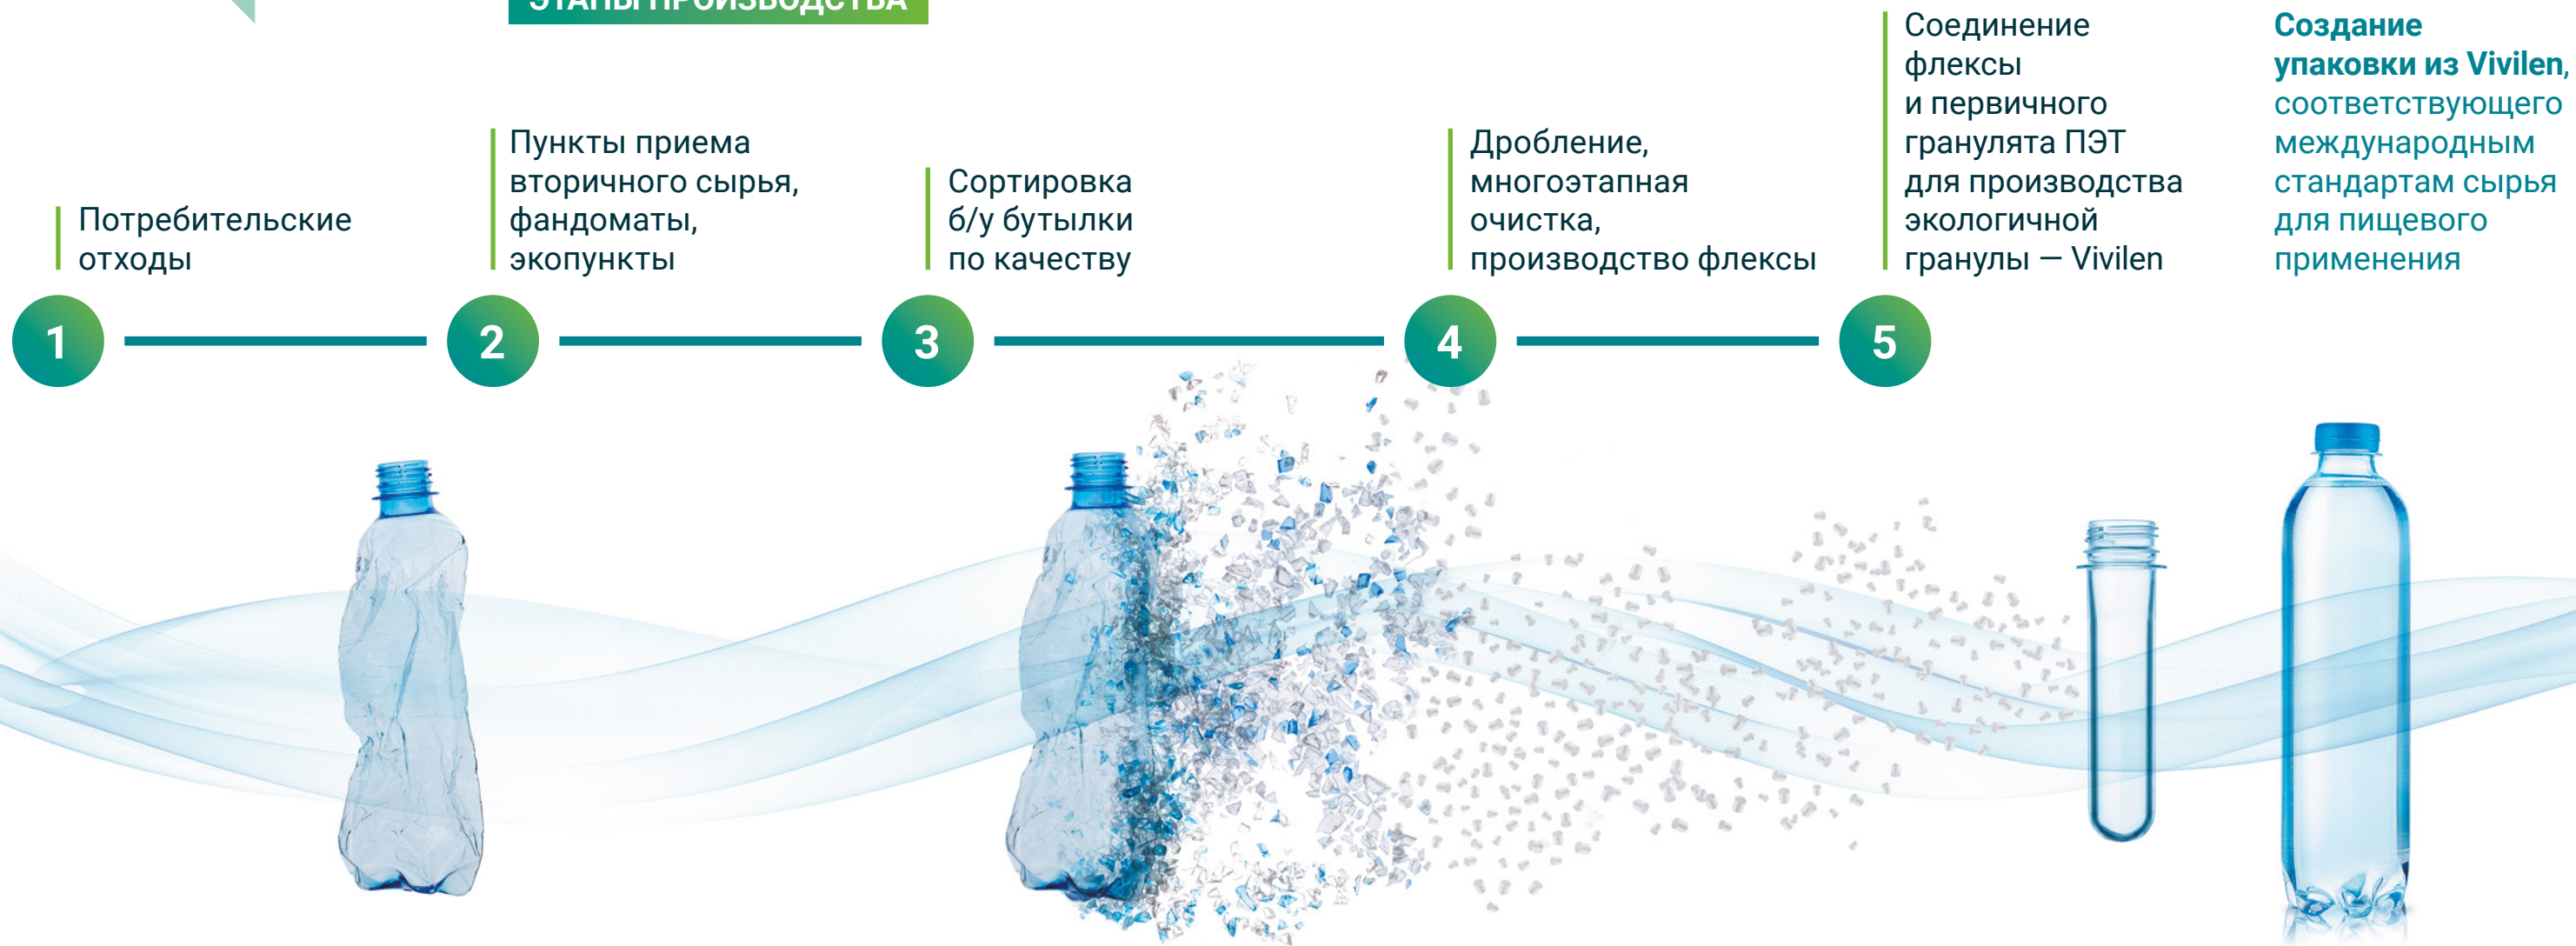 ЭТАПЫ ПРОИЗВОДСТВА
Потребительские
отходы
1
Пункты приема
вторичного сырья,
фандоматы,
экопункты
2
Сортировка
б/у бутылки
по качеству
3
Дробление,
многоэтапная
очистка,
производство флексы
4
Соединение
флексы
и первичного
гранулята ПЭТ
для производства
экологичной
гранулы — Vivilen
5
Создание
упаковки из Vivilen,
соответствующего
международным
стандартам сырья
для пищевого
применения